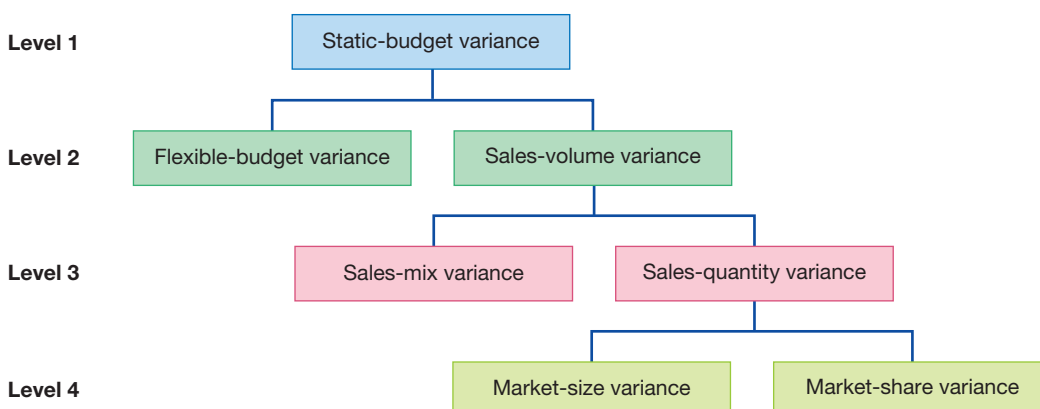 Level 1
Static-budget variance
Level 2
Flexible-budget variance
Sales-volume variance
Level 3
Sales-mix variance
Sales-quantity variance
Level 4
Market-size variance
Market-share variance